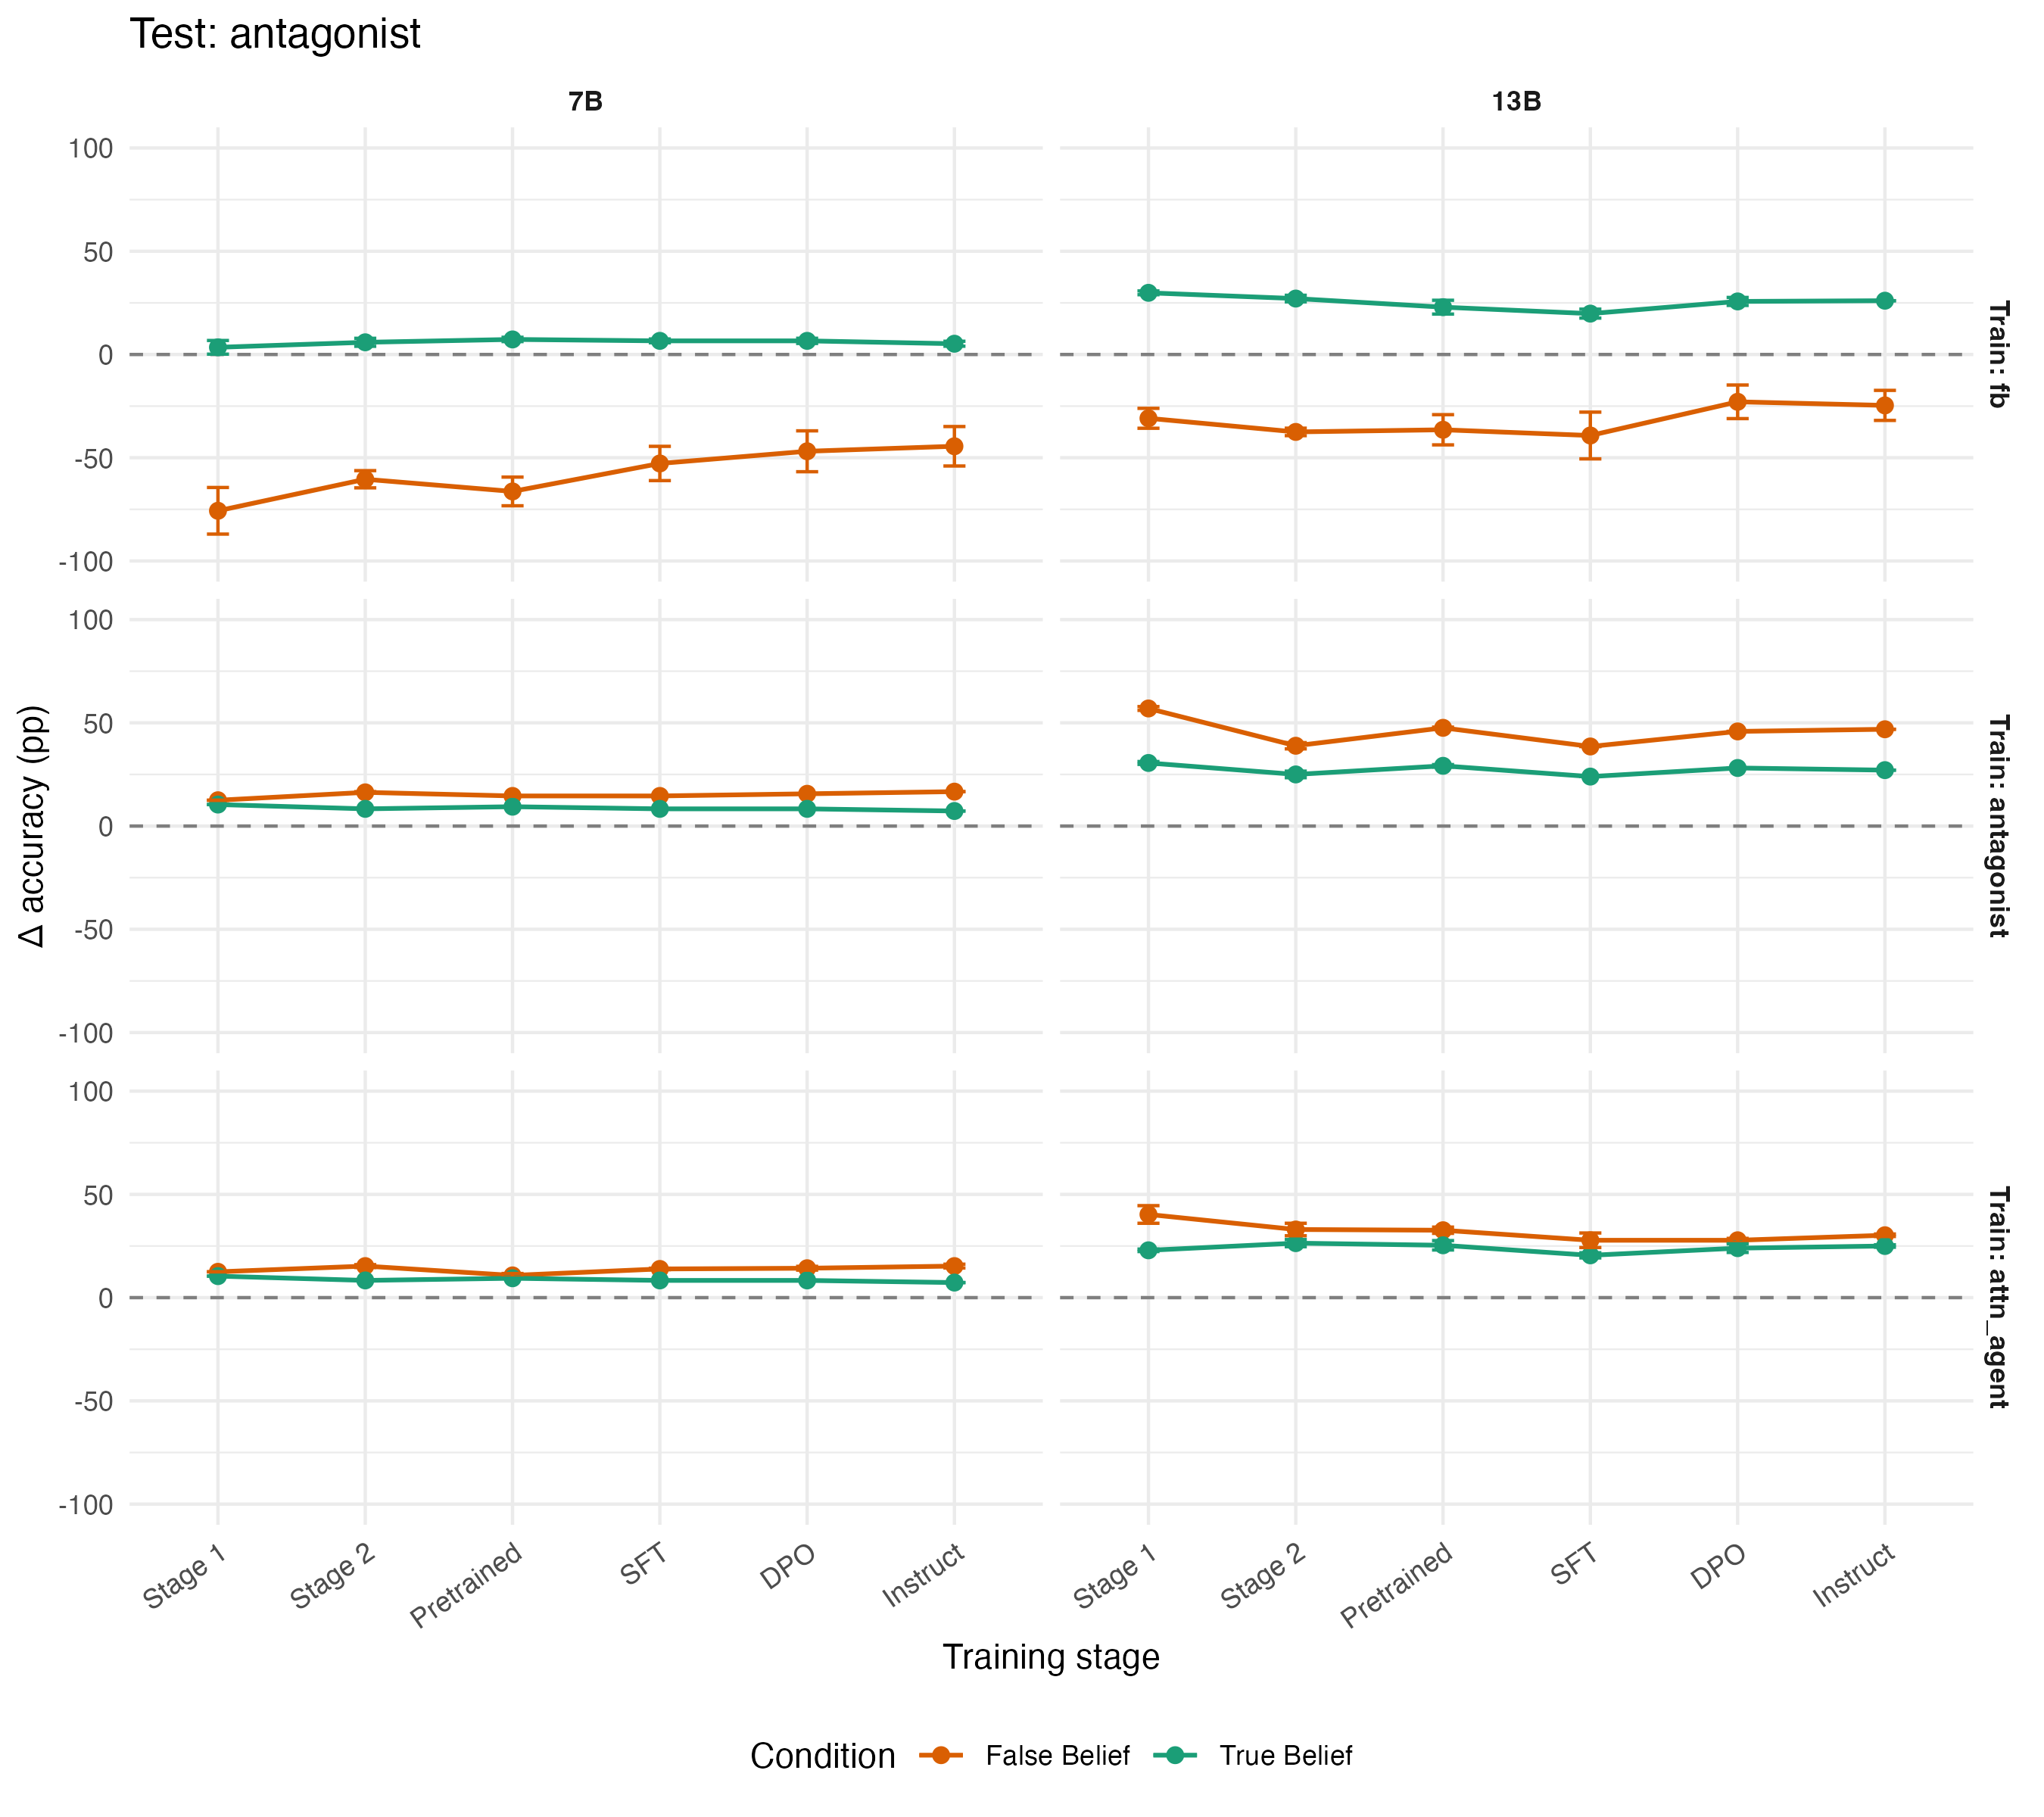 Test: antagonist
7B
13B
100
50
0
-50
-100
Train: fb
100
50
0
-50
-100
Train: antagonist
100
50
0
-50
-100
Train: attn_agent
Δ accuracy (pp)
Stage 1
Stage 2
Pretrained
SFT
DPO
Instruct
Stage 1
Stage 2
Pretrained
SFT
DPO
Instruct
Training stage
Condition False Belief True Belief